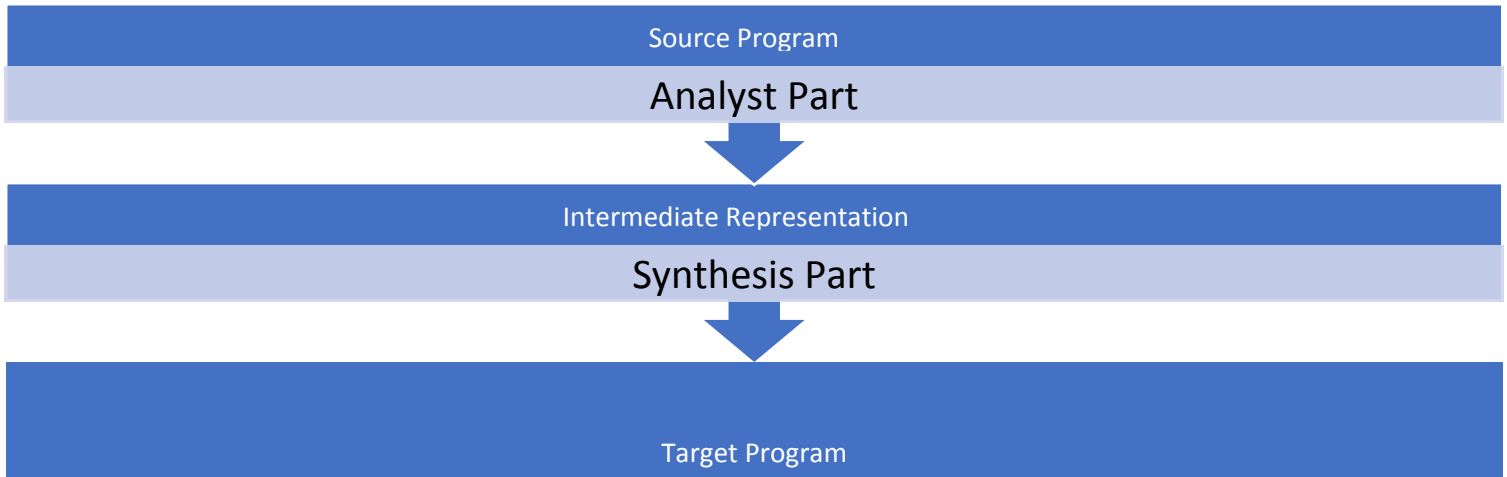 Source Program
Analyst Part
Intermediate Representation
Synthesis Part
Target Program